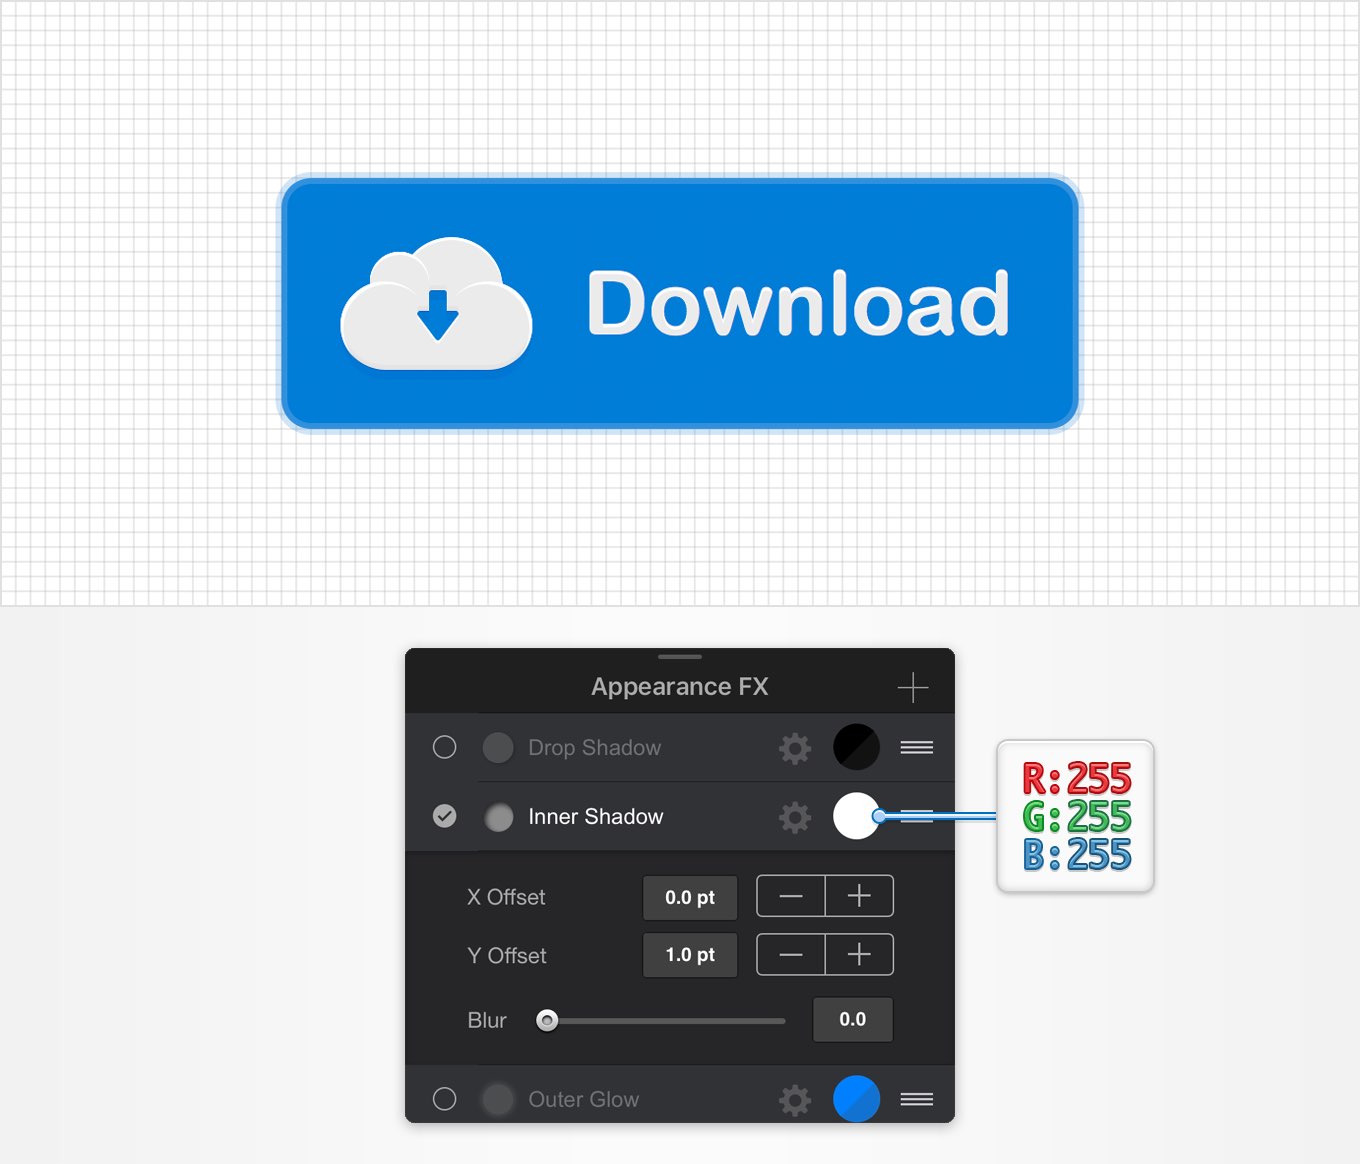 Download
Appearance FX
Drop Shadow
Inner Shadow
R:255
G:255
B:255
X Offset 0.0 pt
Y Offset 1.0 pt
Blur 0.0
Outer Glow